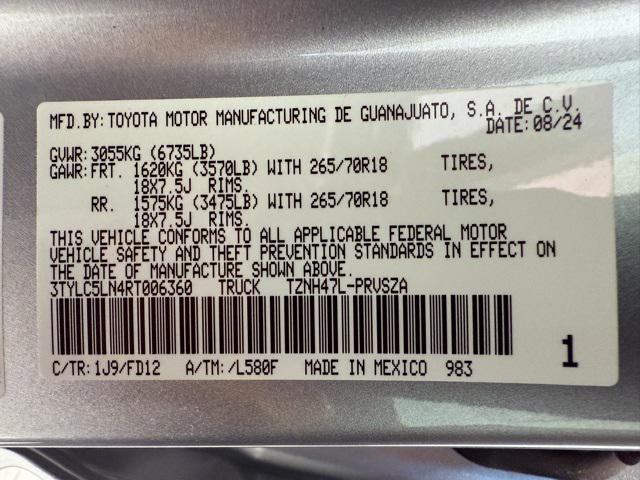 MFD.BY: TOYOTA MOTOR MANUFACTURING DE GUANAJUATO, S.A. DE C.V.
DATE: 08/24
GVWR: 3055KG (6735LB)
GAWR: FRT. 1620KG (3570LB) WITH 265/70R18 TIRES,
18X7.5J RIMS.
RR. 1575KG (3475LB) WITH 265/70R18 TIRES,
18X7.5J RIMS.
THIS VEHICLE CONFORMS TO ALL APPLICABLE FEDERAL MOTOR
VEHICLE SAFETY AND THEFT PREVENTION STANDARDS IN EFFECT ON
THE DATE OF MANUFACTURE SHOWN ABOVE.
3TYLC5LN4RT006360 TRUCK TZNH47L-PRVSZA
C/TR: 1J9/FD12 A/TM: /L580F MADE IN MEXICO 983 1